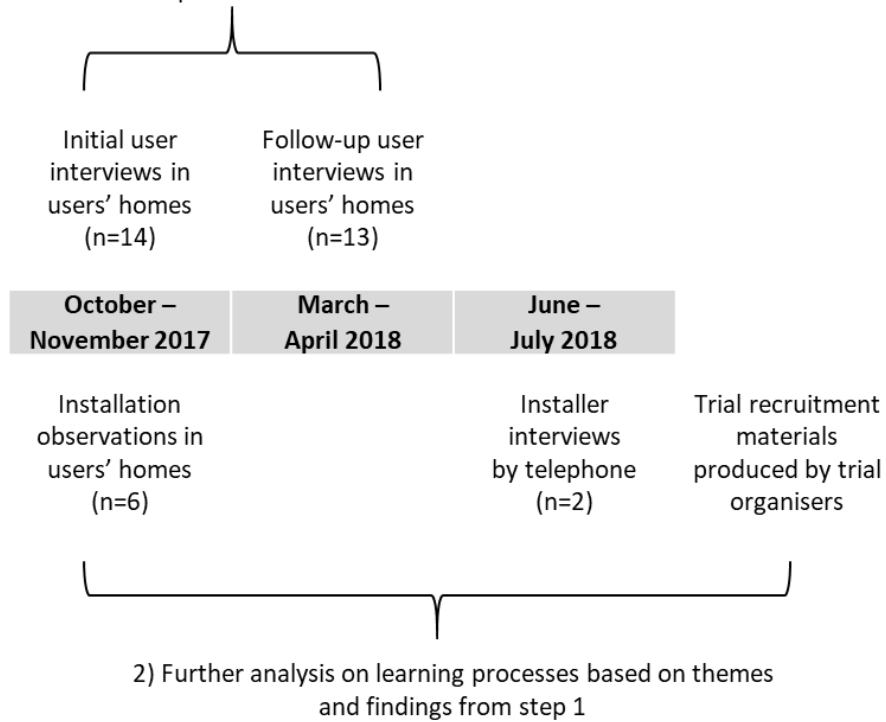 Initial user
interviews in
users’ homes
(n=14)
Follow-up user
interviews in
users’ homes
(n=13)
October –
November 2017
March –
April 2018
June –
July 2018
Installation
observations in
users’ homes
(n=6)
Installer
interviews
by telephone
(n=2)
Trial recruitment
materials
produced by trial
organisers
2) Further analysis on learning processes based on themes
and findings from step 1